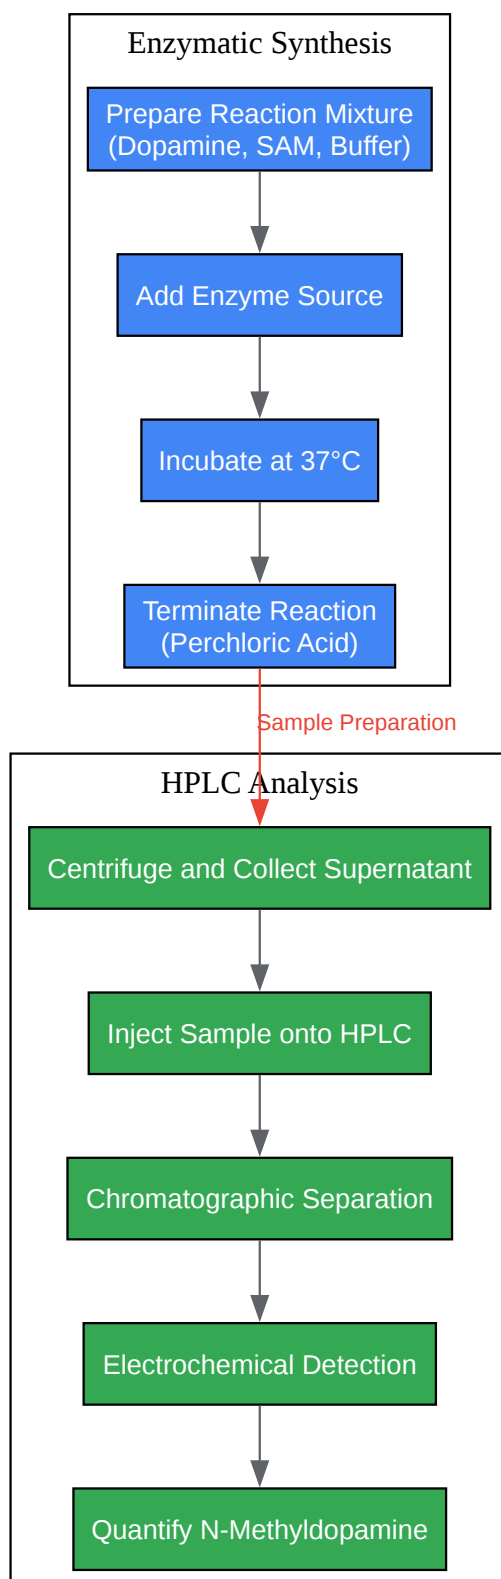 Enzymatic Synthesis
Prepare Reaction Mixture
(Dopamine, SAM, Buffer)
Add Enzyme Source
Incubate at 37°C
Terminate Reaction
(Perchloric Acid)
Sample Preparation
HPLC Analysis
Centrifuge and Collect Supernatant
Inject Sample onto HPLC
Chromatographic Separation
Electrochemical Detection
Quantify N-Methyldopamine